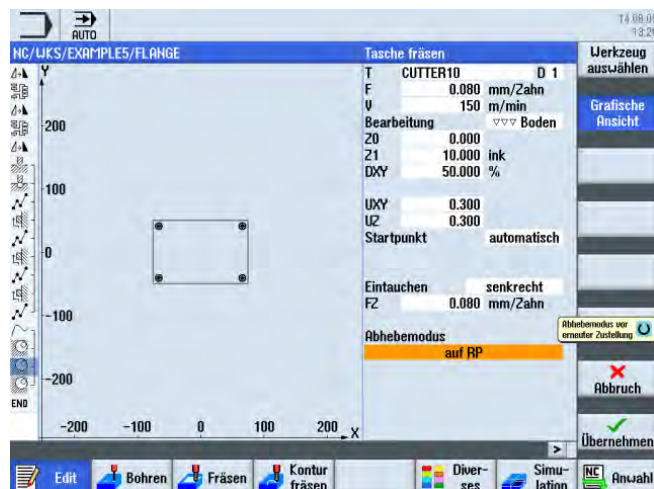 14.08.09
AUTO
NC/WKS/EXAMPLE5/FLANGE
Tasche fräsen
Werkzeug
auswählen
Y
T CUTTER10 D 1
F 0.080 mm/Zahn
V 150 m/min
Grafische
Ansicht
Bearbeitung ▽▽▽ Boden
Z0 0.000
Z1 10.000 ink
DXY 50.000 %
UXY 0.300
UZ 0.300
Startpunkt automatisch
Eintauchen senkrecht
FZ 0.080 mm/Zahn
Abhebemodus vor
erneuter Zustellung
Abhebemodus
auf RP
200
100
0
-100
-200
END
-200 -100 0 100 200 X
Abbruch
Übernehmen
>
Edit
Bohren
Fräsen
Kontur
fräsen
Diver-
ses
Simu-
lation
NC Anwahl